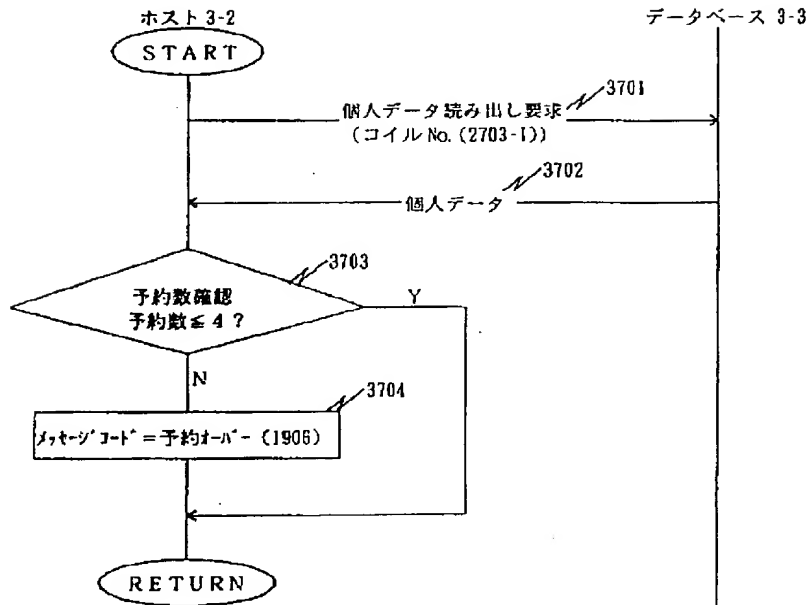 ホスト 3-2
データベース 3-3
START
3701
個人データ読み出し要求
(コイル No. (2703-1))
3702
個人データ
3703
予約数確認
予約数≦4?
Y
N
3704
メッセージコード=予約オーバー (1906)
RETURN